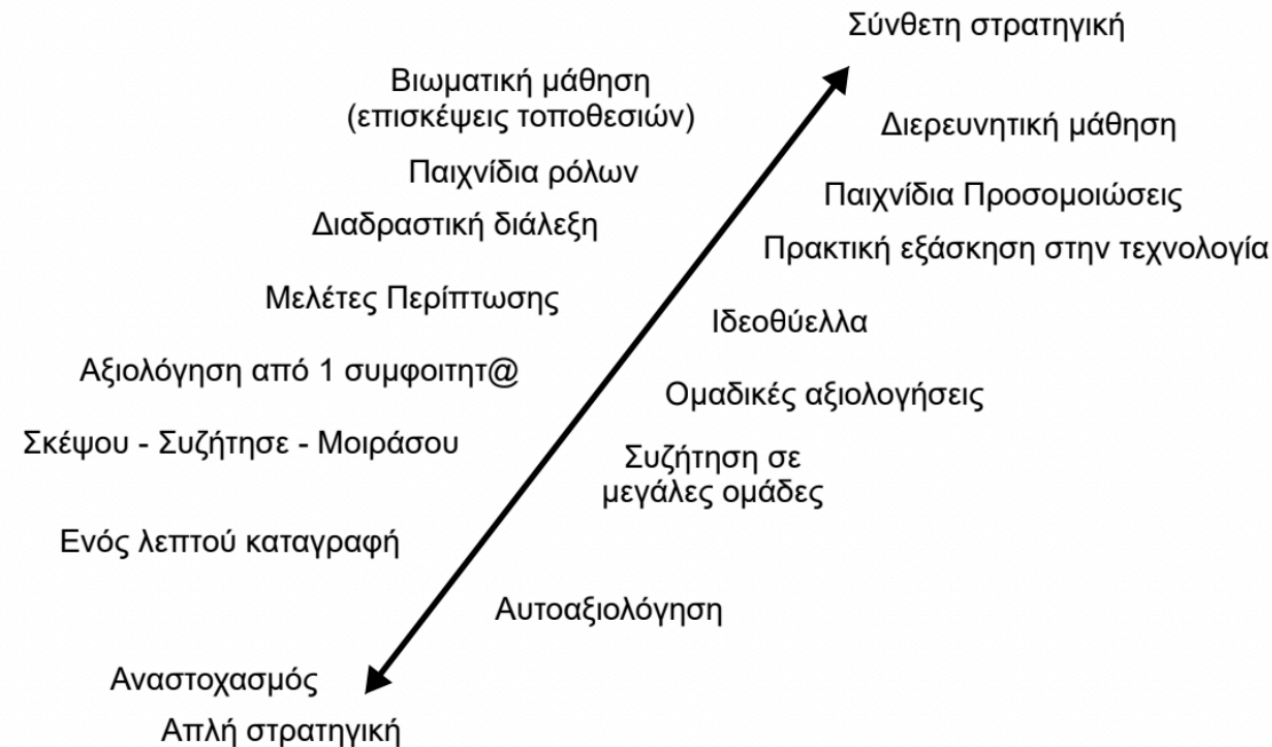 Σύνθετη στρατηγική
Βιωματική μάθηση
(επισκέψεις τοποθεσιών)
Διερευνητική μάθηση
Παιχνίδια ρόλων
Παιχνίδια Προσομοιώσεις
Διαδραστική διάλεξη
Πρακτική εξάσκηση στην τεχνολογία
Μελέτες Περίπτωσης
Ιδεοθύελλα
Αξιολόγηση από 1 συμφοιτητ@
Ομαδικές αξιολογήσεις
Σκέψου - Συζήτησε - Μοιράσου
Συζήτηση σε
μεγάλες ομάδες
Ενός λεπτού καταγραφή
Αυτοαξιολόγηση
Αναστοχασμός
Απλή στρατηγική